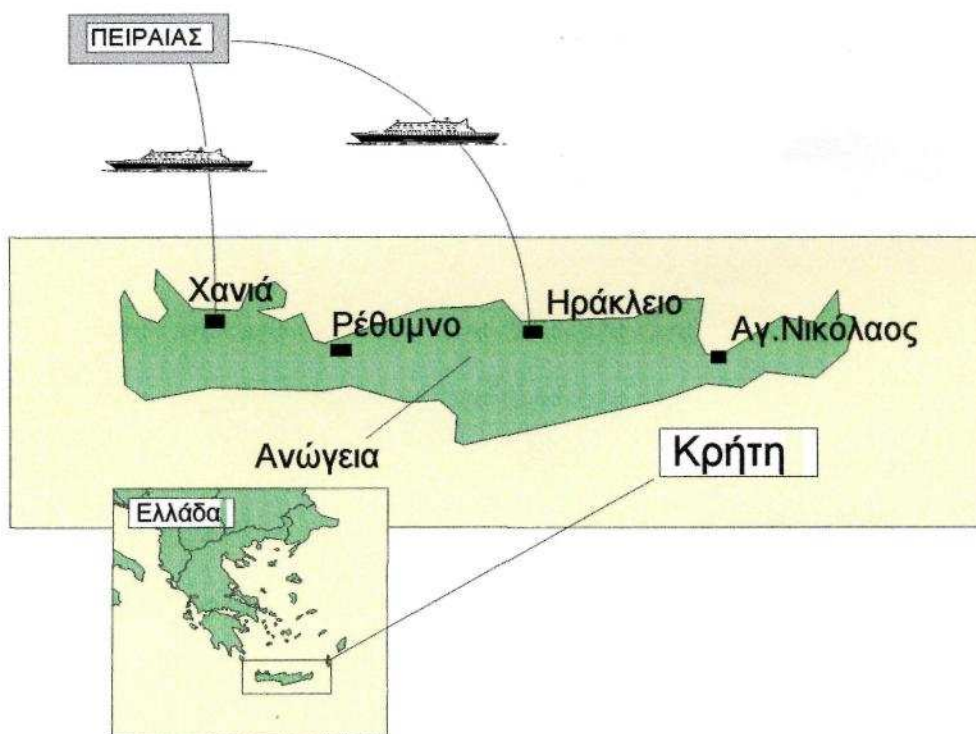 ΠΕΙΡΑΙΑΣ
Χανιά
Ηράκλειο
Ρέθυμνο
Αγ.Νικόλαος
Ανώγεια
Κρήτη
Ελλάδα